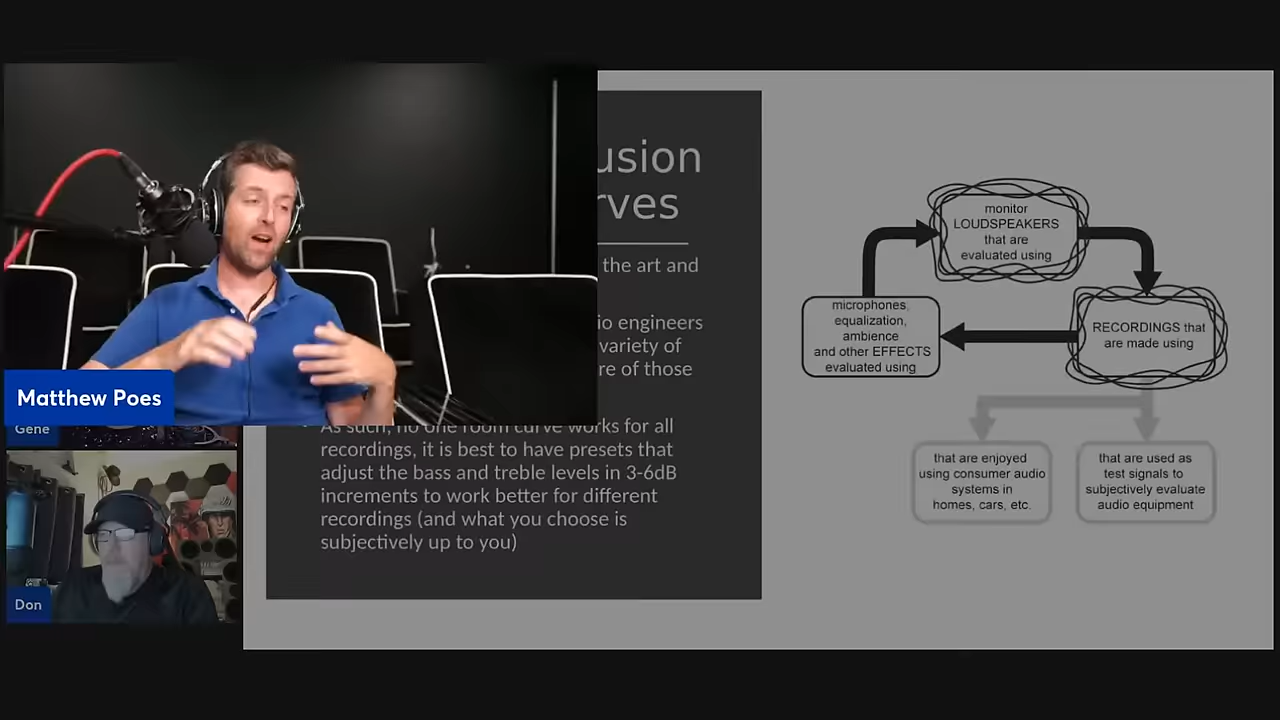 Matthew Poes
Gene
Don
usion
rves
the art and
io engineers
variety of
re of those
As such, no one room curve works for all
recordings, it is best to have presets that
adjust the bass and treble levels in 3-6dB
increments to work better for different
recordings (and what you choose is
subjectively up to you)
monitor
LOUDSPEAKERS
that are
evaluated using
RECORDINGS that
are made using
microphones,
equalization,
ambience
and other EFFECTS
evaluated using
that are enjoyed
using consumer audio
systems in
homes, cars, etc.
that are used as
test signals to
subjectively evaluate
audio equipment